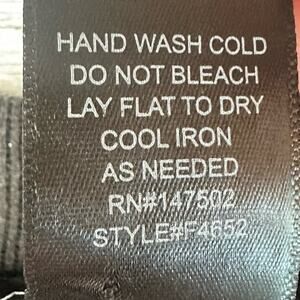 HAND WASH COLD
DO NOT BLEACH
LAY FLAT TO DRY
COOL IRON
AS NEEDED
RN#147502
STYLE#F4652